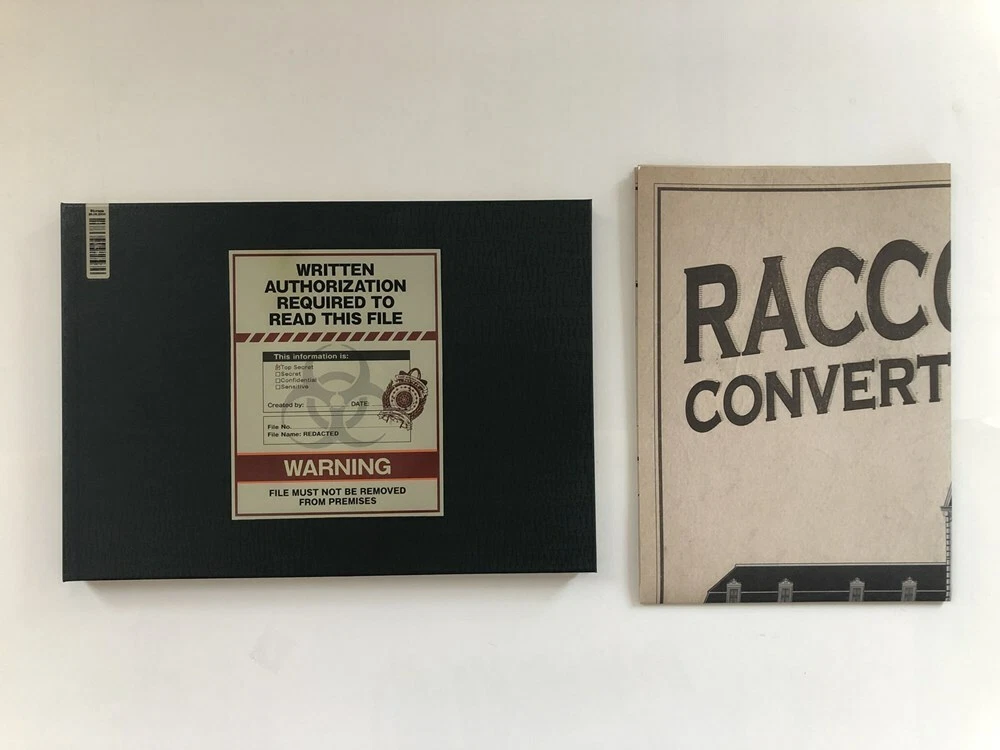 WRITTEN
AUTHORIZATION
REQUIRED TO
READ THIS FILE
This information is:
Top Secret
Secret
Confidential
Sensitive
Created by:
DATE:
File No.
File Name: REDACTED
WARNING
FILE MUST NOT BE REMOVED
FROM PREMISES
RACCO
CONVERT